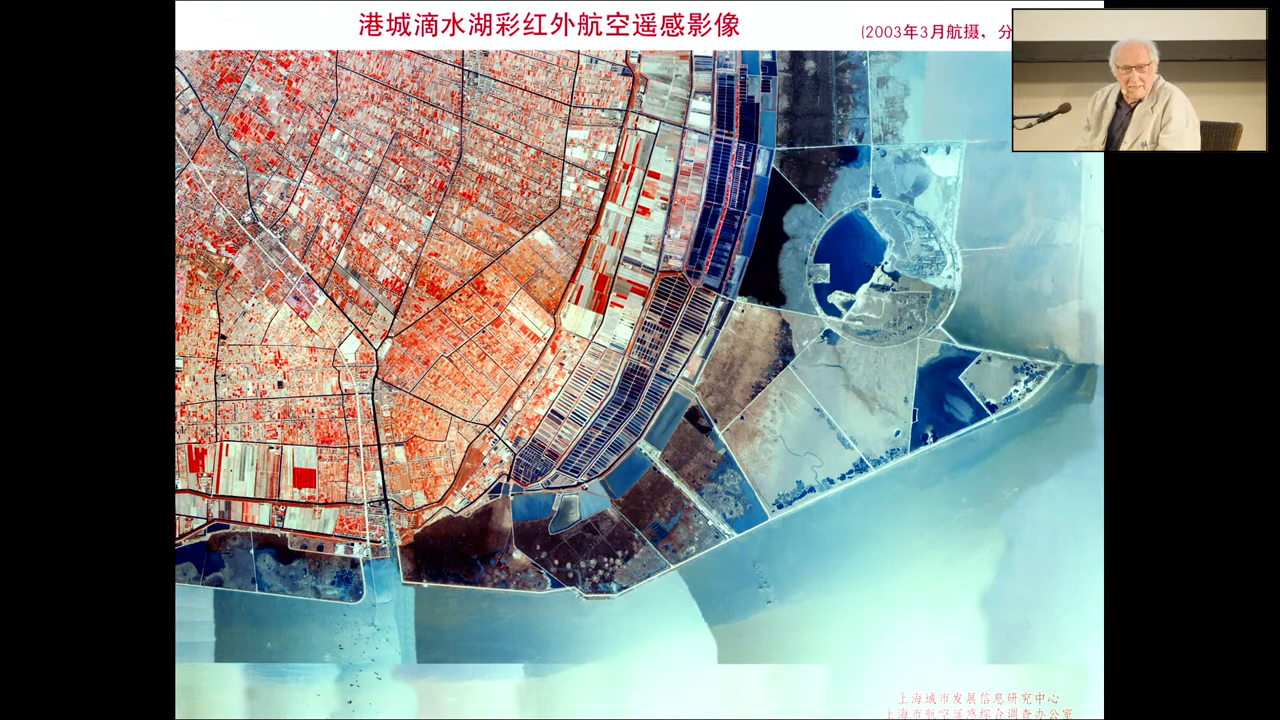 港城滴水湖彩红外航空遥感影像
(2003年3月航摄，分
上海城市发展信息研究中心
上海市航空遥感综合调查办公室